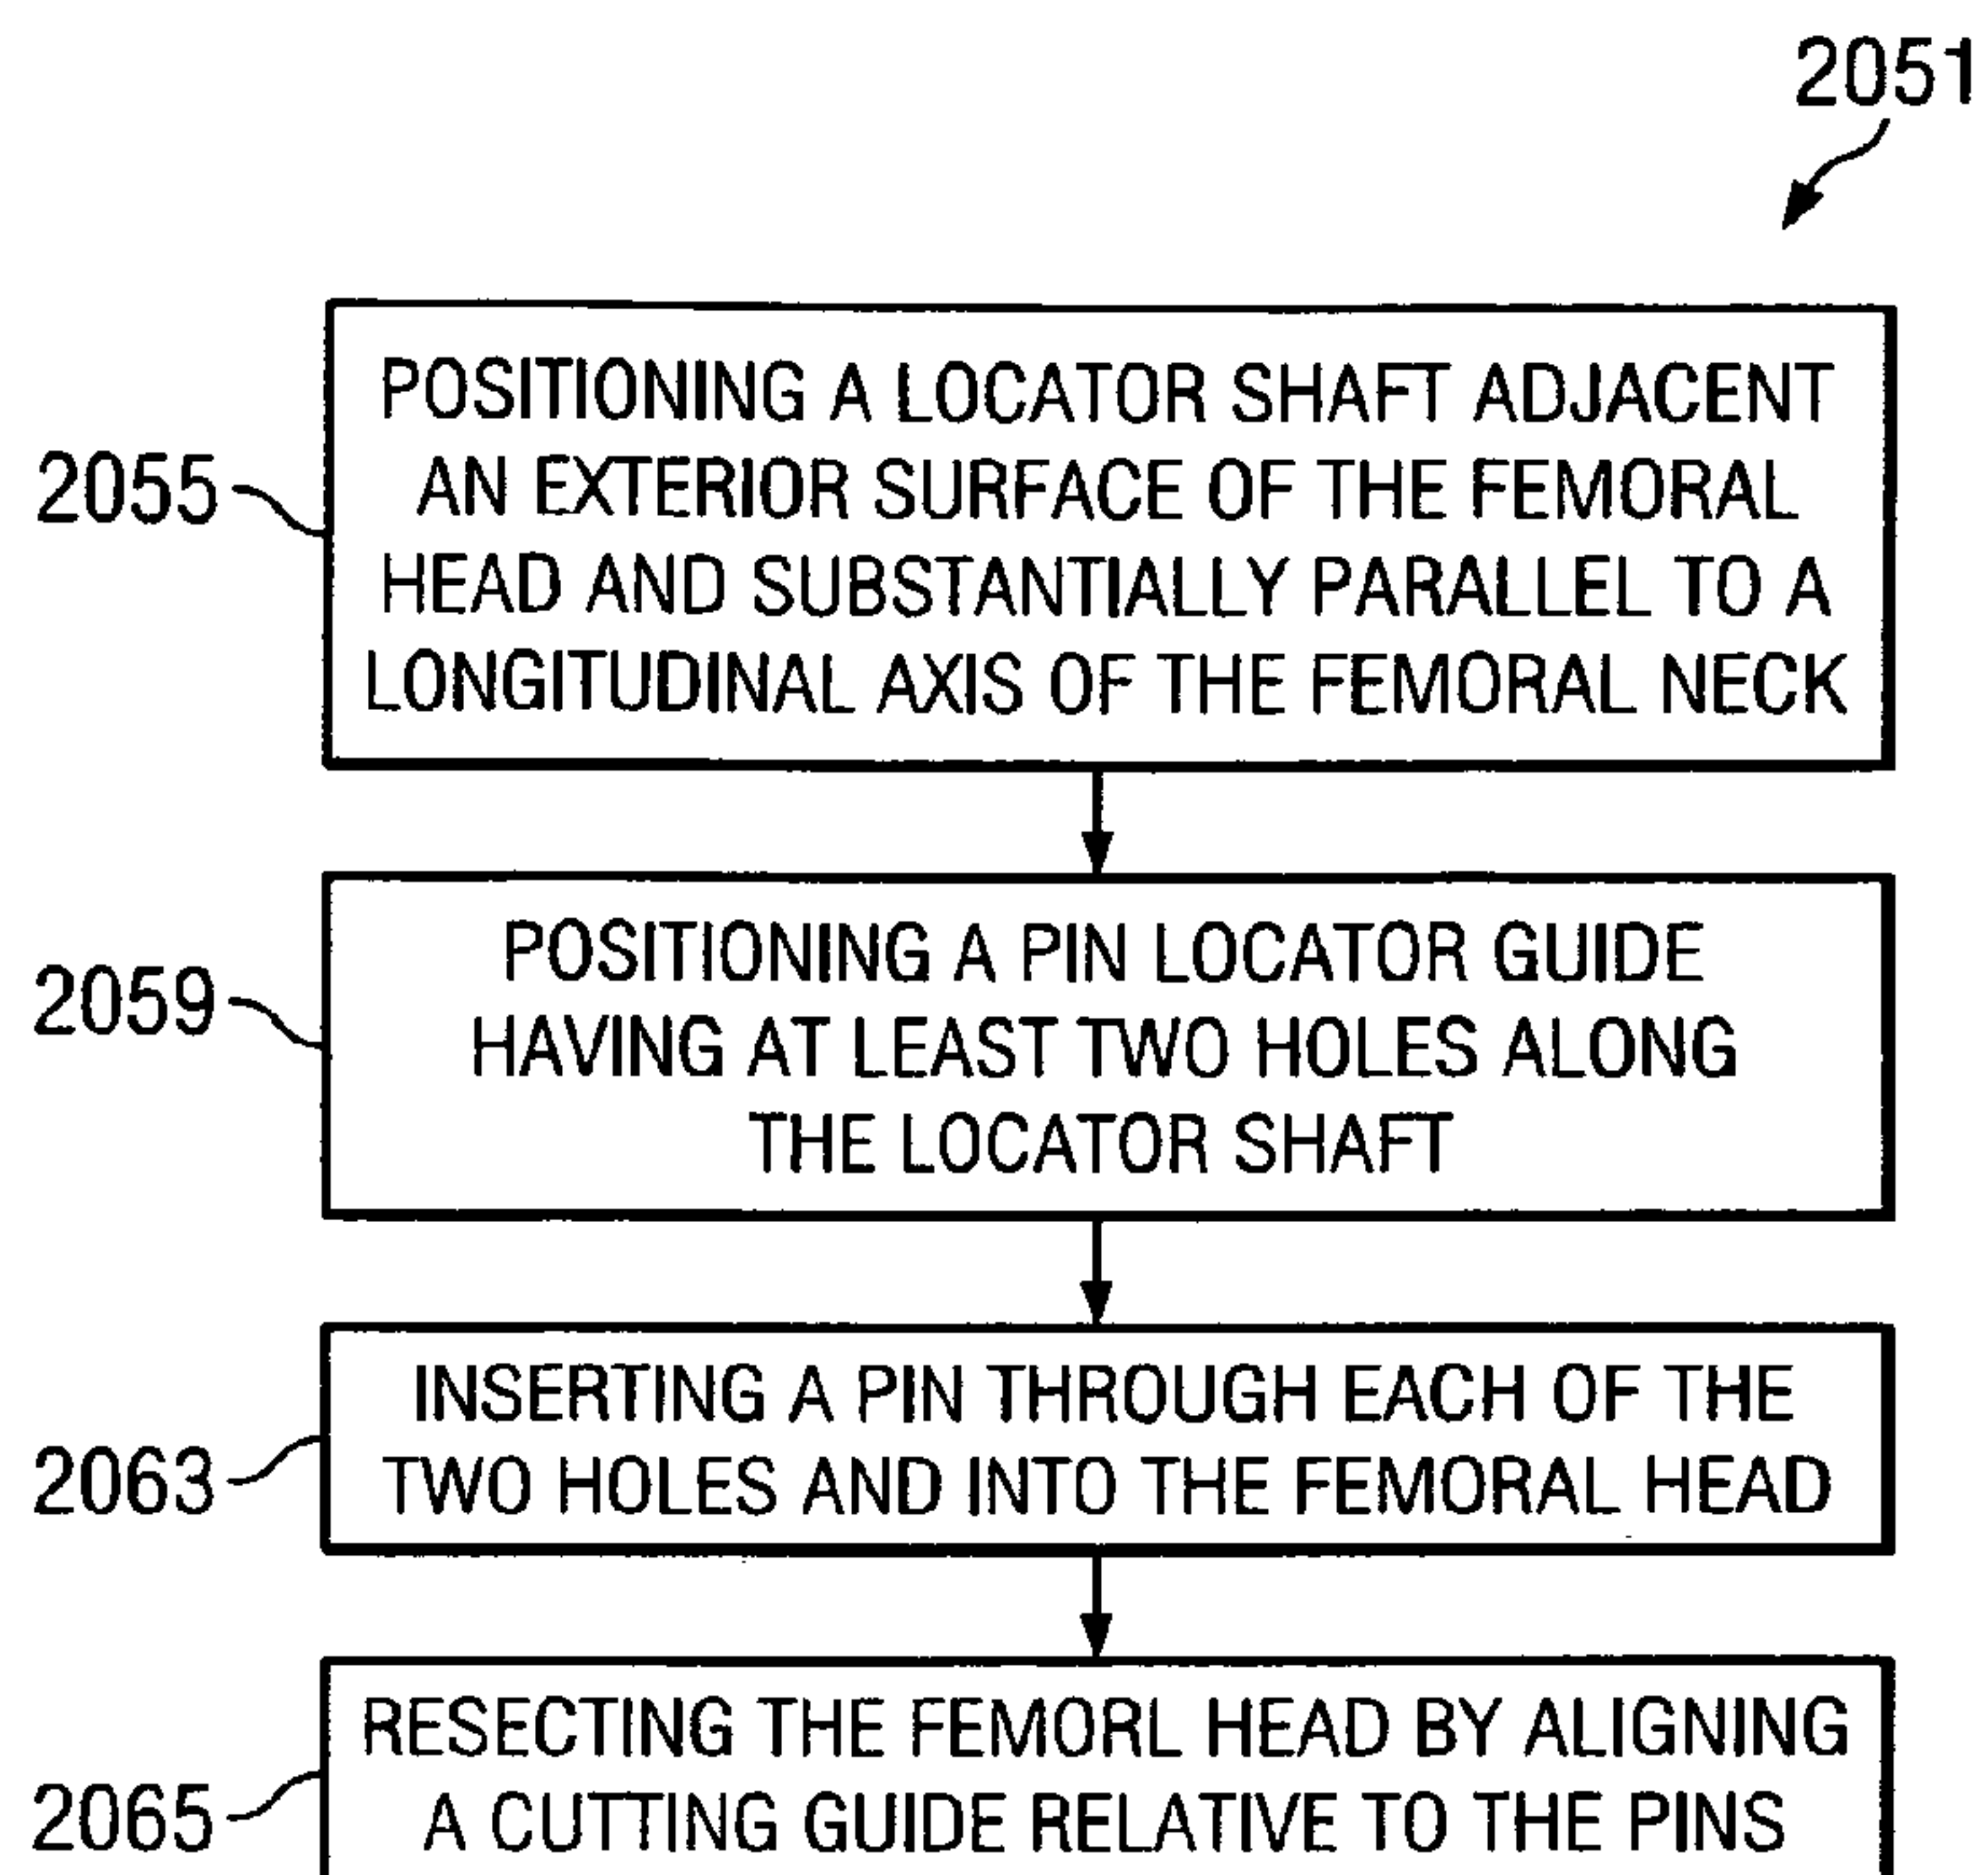 2051
POSITIONING A LOCATOR SHAFT ADJACENT
AN EXTERIOR SURFACE OF THE FEMORAL
HEAD AND SUBSTANTIALLY PARALLEL TO A
LONGITUDINAL AXIS OF THE FEMORAL NECK
2055
POSITIONING A PIN LOCATOR GUIDE
HAVING AT LEAST TWO HOLES ALONG
THE LOCATOR SHAFT
2059
INSERTING A PIN THROUGH EACH OF THE
TWO HOLES AND INTO THE FEMORAL HEAD
2063
RESECTING THE FEMORL HEAD BY ALIGNING
A CUTTING GUIDE RELATIVE TO THE PINS
2065